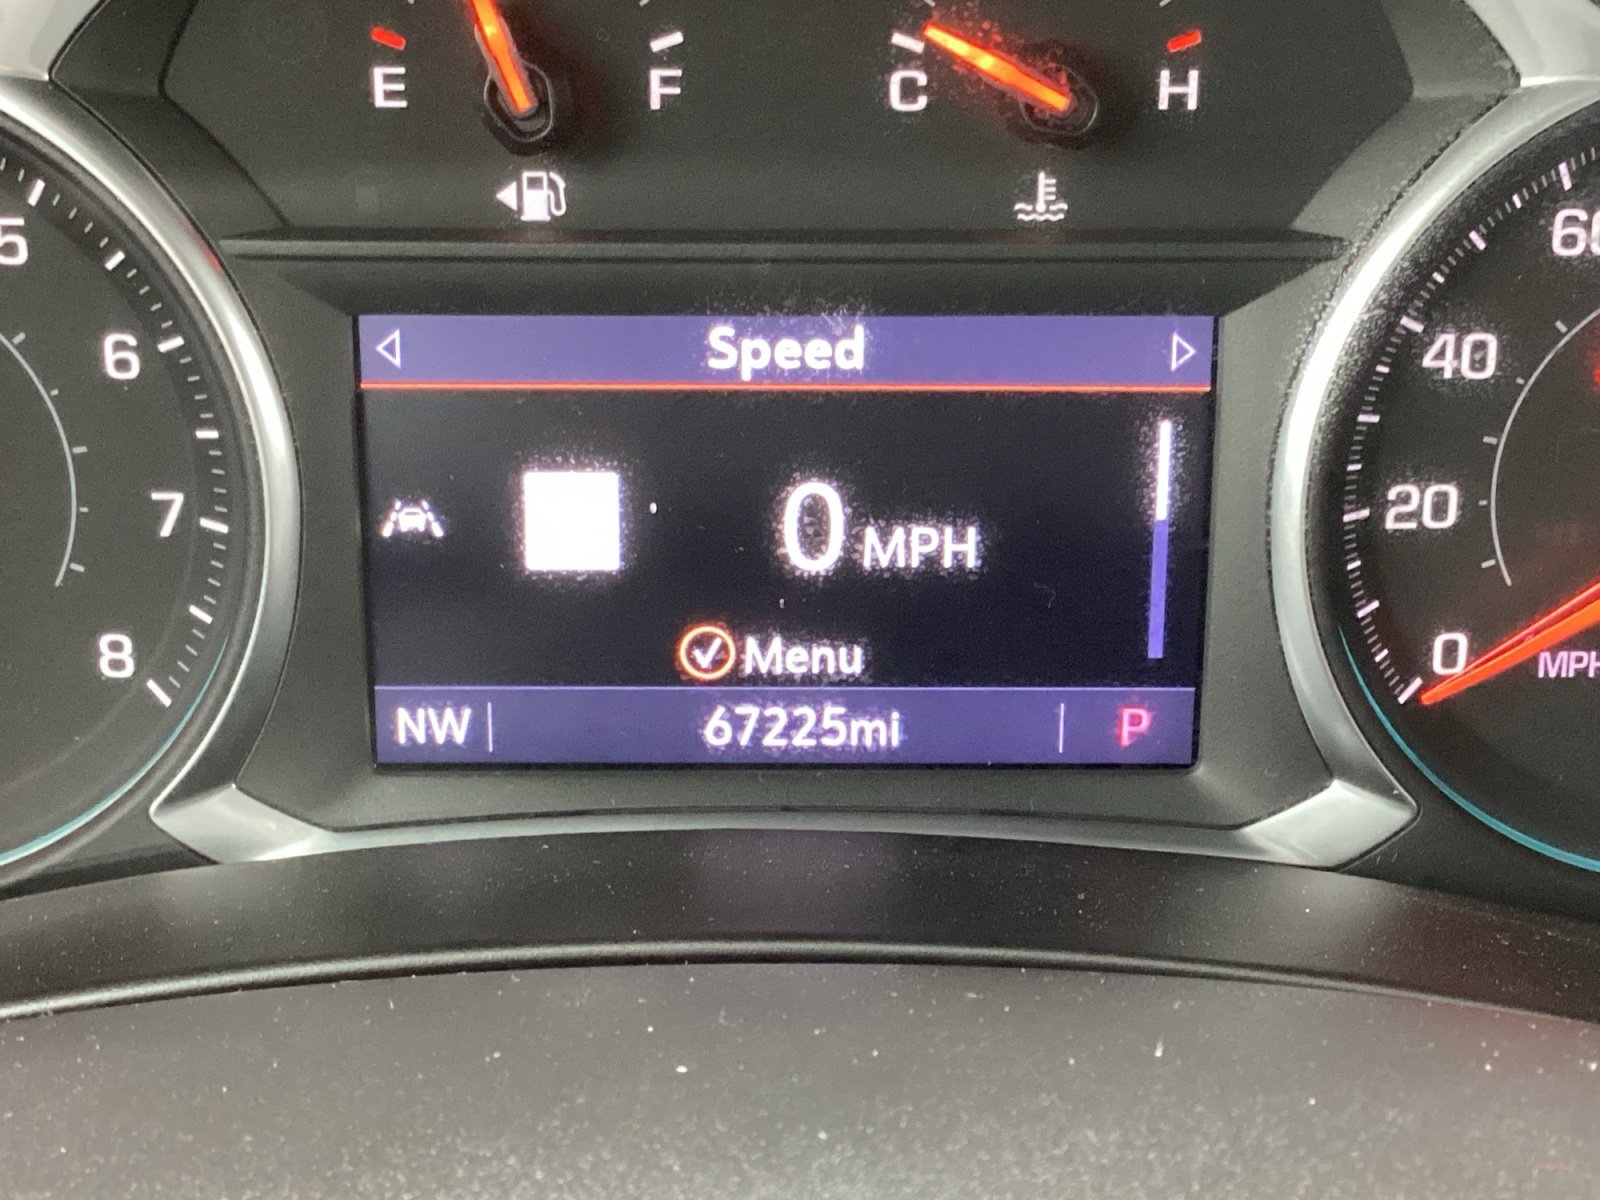 E F C H
5 6 7 8
Speed
0 MPH
Menu
NW 67225mi P
60
40
20
0 MPH